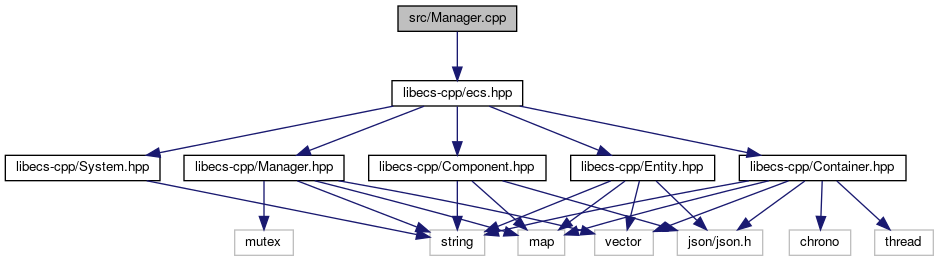 src/Manager.cpp
libecs-cpp/ecs.hpp
libecs-cpp/System.hpp
libecs-cpp/Manager.hpp
libecs-cpp/Component.hpp
libecs-cpp/Entity.hpp
libecs-cpp/Container.hpp
mutex
string
map
vector
json/json.h
chrono
thread